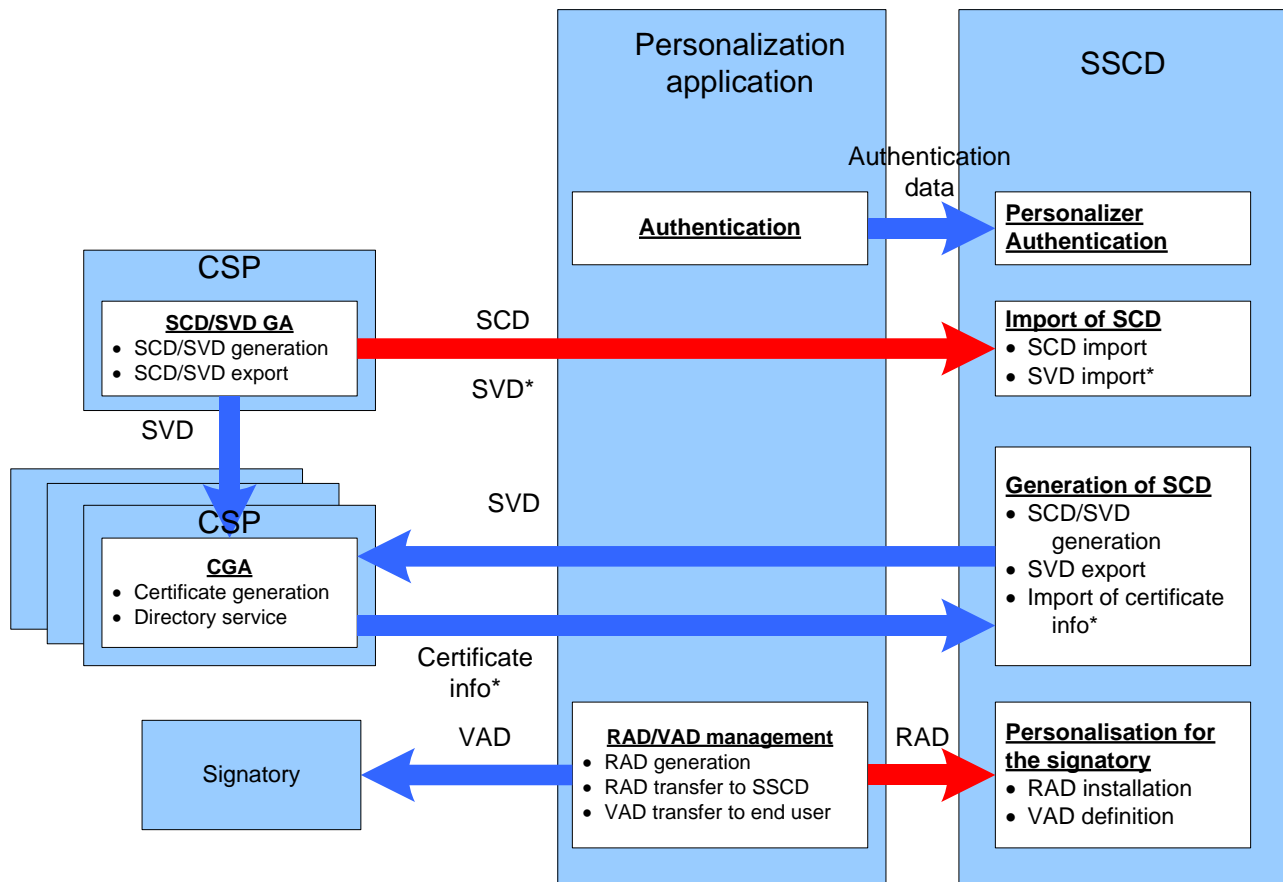 Personalization
application
SSCD
Authentication
data
Authentication
Personalizer
Authentication
CSP
SCD/SVD GA
• SCD/SVD generation
• SCD/SVD export
SCD
SVD*
Import of SCD
• SCD import
• SVD import*
SVD
CSP
CGA
• Certificate generation
• Directory service
SVD
Generation of SCD
• SCD/SVD
generation
• SVD export
• Import of certificate
info*
Certificate
info*
Signatory
VAD
RAD/VAD management
• RAD generation
• RAD transfer to SSCD
• VAD transfer to end user
RAD
Personalisation for
the signatory
• RAD installation
• VAD definition